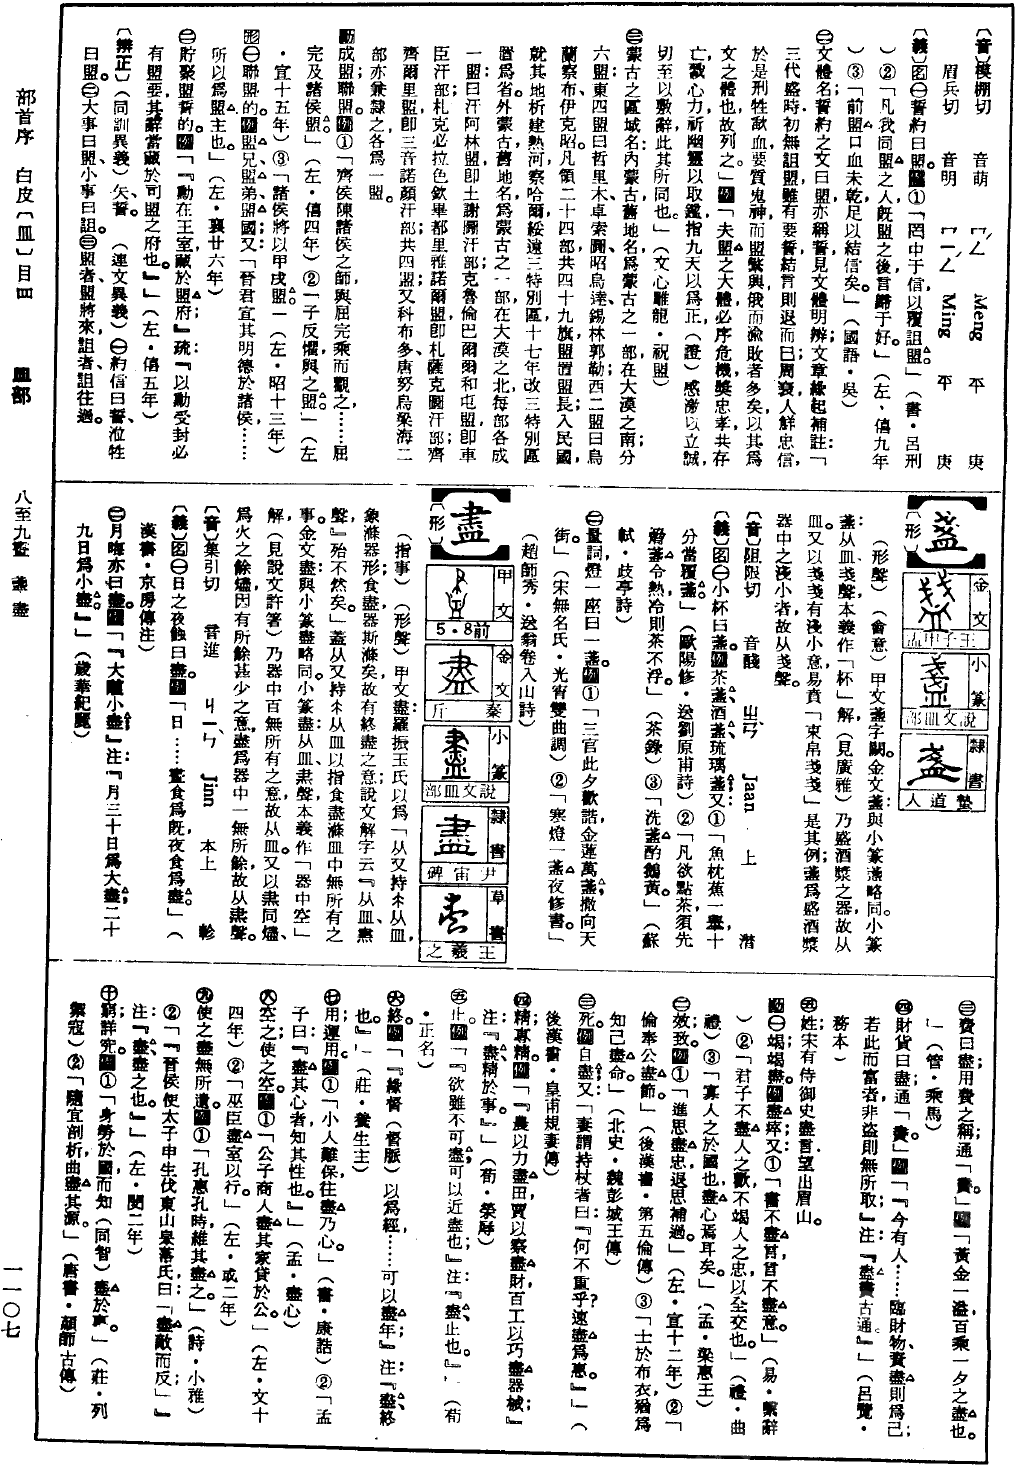 〔音〕模棚切　音萌　ㄇㄥˊ　Meng　平　庚
眉兵切　音明　ㄇㄧㄥˊ　Ming　平　庚
〔義〕名㊀誓約曰盟。例①「罔中于信以覆詛盟。」（書・呂刑
）②「凡我同盟之人旣盟之後言歸于好。」（左・僖九年
）③「前盟口血未乾足以結信矣。」（國語・吳）
㊁文體名誓約之文曰盟亦稱誓見文體明辨文章緣起補註：「
三代盛時，初無詛盟雖有要誓結言則退而已周衰人鮮忠信，
於是刑牲歃血要質鬼神而盟繁興俄而渝敗者多矣以其爲
文之體也故列之。」例「夫盟之大體必序危機獎忠孝共存
亡戮心力祈幽靈以取鑑指九天以爲正（證）感激以立誠，
切至以敷辭此其所同也。」（文心雕龍・祝盟）
㊂蒙古之區域名內蒙古舊地名爲蒙古之一部在大漠之南分
六盟；東四盟曰哲里木、卓索圖、昭烏達、錫林郭勒西二盟曰烏
蘭察布、伊克昭。凡領二十四部共四十九旗盟置盟長入民國，
就其地析建熱河、察哈爾、綏遠三特別區十七年改三特別區
爲省。外蒙古舊地名爲蒙古之一部在大漠之北每部各成
一盟：曰汗阿林盟卽土謝圖汗部克魯倫巴爾爾和屯盟卽車
臣汗部；札克必拉色欽畢都里雅諾爾盟卽札薩克圖汗部；齊
齊爾里盟卽三音諾顏汗部共四盟又科布多、唐努烏梁海二
部亦兼隸之各爲一盟。
動成盟聯盟。例①「齊侯陳諸侯之師與屈完乘而觀之……屈
完及諸侯盟。」（左・僖四年）②「子反懼與之盟。」（左
・宣十五年）③「諸侯將以甲戌盟」（左・昭十三年）
形㊀聯盟的。例盟兄、盟弟、盟國又「晉君宜其明德於諸侯……
所以爲盟主也。」（左・襄廿六年）
㊁貯聚盟誓的。例「『勳在王室藏於盟府』疏：『以勳受封必
有盟要其辭當藏於司盟之府也。』」（左・僖五年）
〔辨正〕（同訓異義）矢、誓。（連文異義）㊀約信曰誓、涖牲
曰盟。㊁大事曰盟，小事曰詛㊂盟者盟將來，詛者詛往過。
盞
〔形〕
金文
王子申盂
小篆
說文皿部
隸書
螫道人
（形聲）（會意）甲文盞字闕。金文盞與小篆盞略同。小篆
盞从皿、戔聲本義作「杯」解（見廣雅）乃盛酒漿之器故从
皿。又以戔戔有淺小意易賁「束帛戔戔」是其例；盞爲盛酒漿
器中之淺小者故从戔聲。
〔音〕阻限切　音醆　ㄓㄢˇ　Jaan　上　潸
〔義〕名㊀小杯曰盞。例茶盞、酒盞、琉璃盞又①「魚枕蕉一舉十
分當覆盞。」（歐陽修・送劉原甫詩）②「凡欲點茶須先
熁盞令熱冷則茶不浮。」（茶錄）③「洗盞酌鵝黃。」（蘇
軾・歧亭詩）
㊁量詞燈一座曰一盞。例①「三官此夕歡諧金蓮萬盞撒向天
街。」（宋無名氏・光宵雙曲調）②「寒燈一盞夜修書。」
（趙師秀・送翁卷入山詩）
盡
〔形〕
甲文
前5・8
金文
秦斤
小篆
說文皿部
隸書
尹宙碑
草書
王羲之
（指事）（形聲）甲文盡羅振玉氏以爲「从又持从皿，
象滌器形食盡器斯滌矣故有終盡之意說文解字云『从皿、㶳
聲』殆不然矣。」蓋从又持从皿以指食盡滌皿中無所有之
事。金文盡與小篆盡略同。小篆盡：从皿、㶳聲本義作「器中空」
解（見說文許箸）乃器中百無所有之意故从皿。又以㶳同燼、
爲火之餘燼因有所餘甚少之意，盡爲器中一無所餘故从㶳聲。
〔音〕集引切　音進　ㄐㄧㄣˋ　Jinn　本上　軫
〔義〕名㊀日之夜蝕曰盡。例「日……晝食爲旣夜食爲盡」（
漢書・京房傳注）
㊁月晦亦曰盡。例「『大盡小盡』注：『月三十日爲大盡；二十
九日爲小盡。』」（歲華紀麗）
㊂費曰盡用費之稱通「賮」例「黃金一溢百乘一夕之盡也。
」（管・乘馬）
㊃財貨曰盡通「賮」例「『今有人……臨財物資盡則爲己；
若此而富者非盜則無所取』注：『盡賮古通。』」（呂覽・
務本）
㊄姓宋有侍御史盡言望出眉山。
動㊀竭竭盡。例盡瘁又①「書不盡言言不盡意。」（易・繫辭
）②「君子不盡人之歡不竭人之忠以全交也。」（禮・曲
禮）③「寡人之於國也，盡心焉耳矣。」（孟・梁惠王）
㊁效致。例①「進思盡忠退思補過。」（左・宣十二年）②「
倫奉公盡節。」（後漢書・第五倫傳）③「士於布衣猶爲
知己盡命。」（北史・魏彭城王傳）
㊂死。例自盡又「妻謂持杖者曰：『何不重乎？速盡爲惠。』」（
後漢書・皇甫規妻傳）
㊃精專精。例「『農以力盡田，賈以察盡財，百工以巧盡器械』
注：『盡精於事。』」（荀・榮辱）
㊄止。例「『欲雖不可盡可以近盡也』注：『盡止也。』」（荀
・正名）
㊅終。例「『緣督（督脈）以爲經……可以盡年』注：『盡、終
也。』」（莊・養生主）
㊆用運用。例①「小人難保往盡乃心。」（書・康誥）②「孟
子曰：『盡其心者知其性也。』」（孟・盡心）
㊇空之使之空。例①「公子商人盡其家貸於公。」（左・文十
四年）②「巫臣盡室以行。」（左・成二年）
㊈使之盡無所遺。例①「孔惠孔時維其盡之。」（詩・小雅）
②「『晉侯使太子申生伐東山皐落氏曰：「盡敵而反」』
注：『盡、盡之也。』」（左・閔二年）
㊉窮詳究。例①「身勞於國而知（同智）盡於事。」（莊・列
禦寇）②「隨宜剖析曲盡其源。」（唐書・顏師古傳）
部首序　白皮〔皿〕目四　皿部　八至九畫　盟盞盡　一一〇七